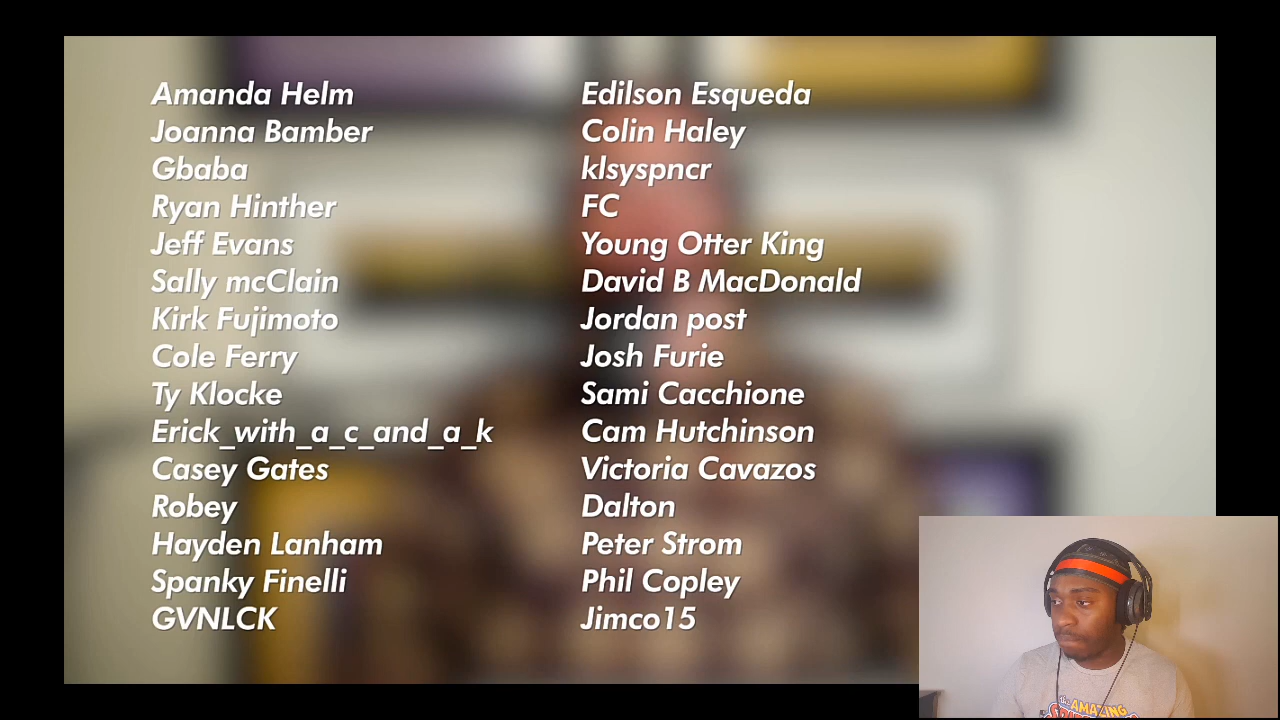 Amanda Helm
Joanna Bamber
Gbaba
Ryan Hinther
Jeff Evans
Sally mcClain
Kirk Fujimoto
Cole Ferry
Ty Klocke
Erick_with_a_c_and_a_k
Casey Gates
Robey
Hayden Lanham
Spanky Finelli
GVNLCK
Edilson Esqueda
Colin Haley
klsyspncr
FC
Young Otter King
David B MacDonald
Jordan post
Josh Furie
Sami Cacchione
Cam Hutchinson
Victoria Cavazos
Dalton
Peter Strom
Phil Copley
Jimco15
AMAZING